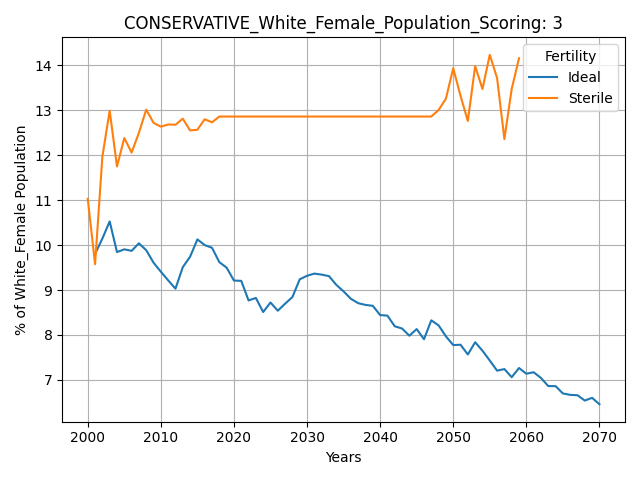 CONSERVATIVE_White_Female_Population_Scoring: 3
Fertility
Ideal
Sterile
% of White_Female Population
14
13
12
11
10
9
8
7
2000 2010 2020 2030 2040 2050 2060 2070
Years